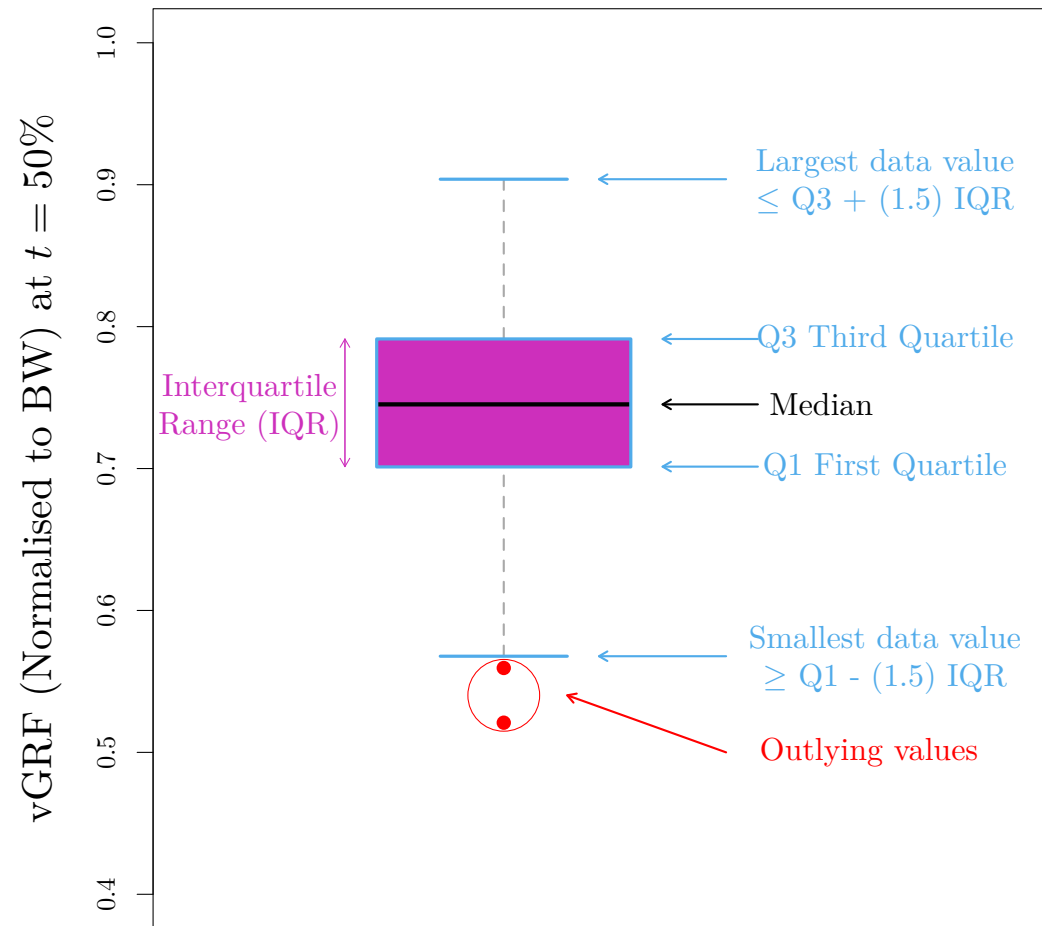 vGRF (Normalised to BW) at t = 50%
1.0
0.9
0.8
0.7
0.6
0.5
0.4
Largest data value
≤ Q3 + (1.5) IQR
Q3 Third Quartile
Interquartile
Range (IQR)
Median
Q1 First Quartile
Smallest data value
≥ Q1 - (1.5) IQR
Outlying values